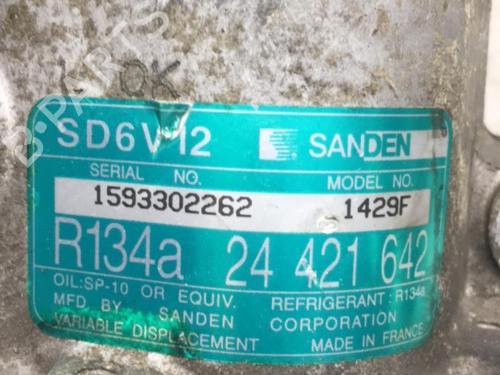 OK
B-PARTS
SD6V12 SANDEN
SERIAL NO. MODEL NO.
1593302262 1429F
R134a 24 421 642
OIL:SP-10 OR EQUIV. REFRIGERANT: R134a
MFD. BY SANDEN CORPORATION
VARIABLE DISPLACEMENT MADE IN FRANCE